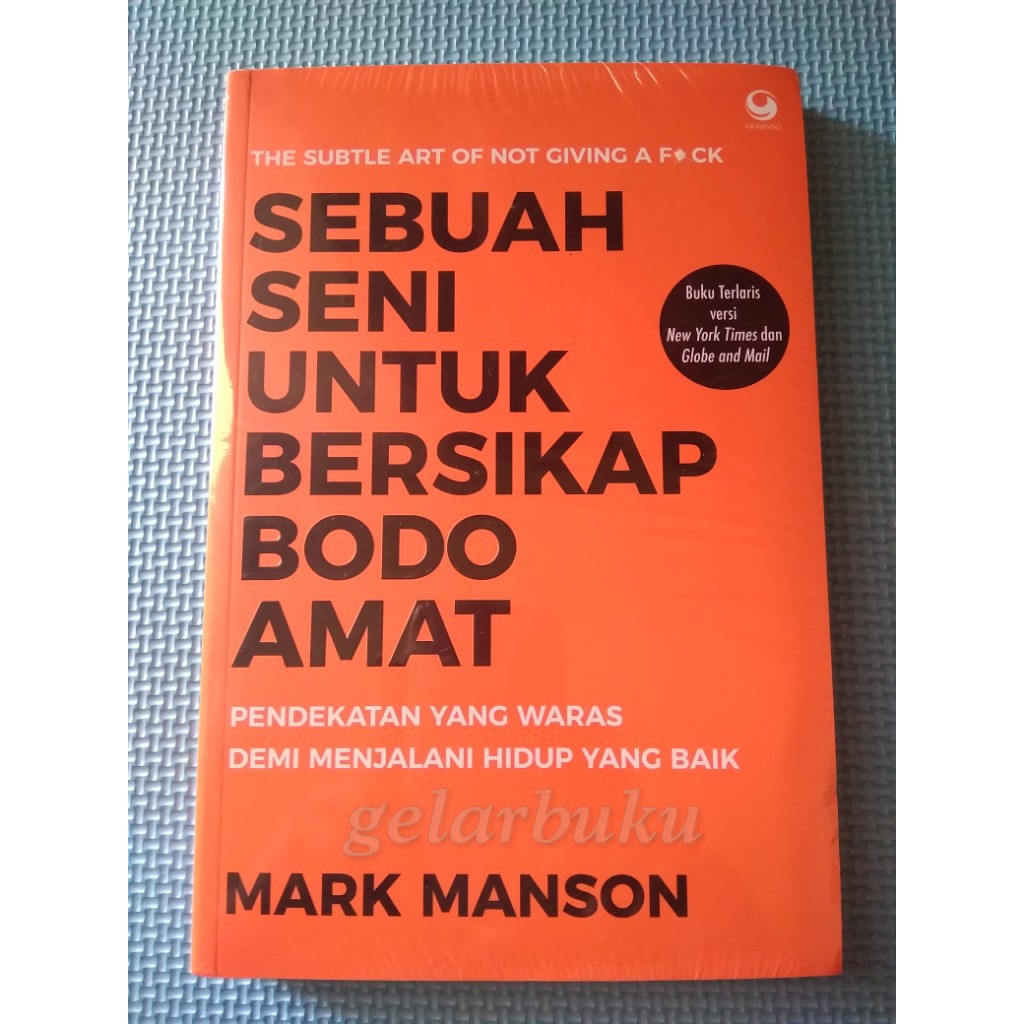 GRASINDO
THE SUBTLE ART OF NOT GIVING A F*CK
SEBUAH
SENI
UNTUK
BERSIKAP
BODO
AMAT
Buku Terlaris
versi
New York Times dan
Globe and Mail
PENDEKATAN YANG WARAS
DEMI MENJALANI HIDUP YANG BAIK
gelarbuku
MARK MANSON